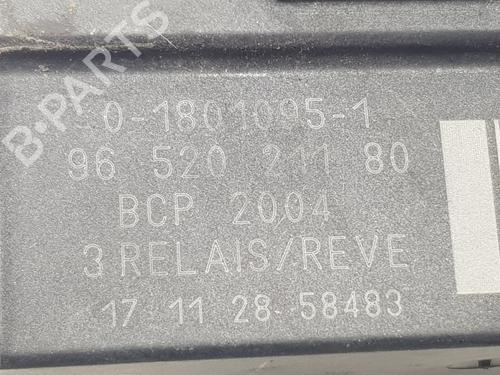 0-1801095-1
96 520 211 80
BCP 2004
3 RELAIS/REVE
17 11 28-58483
B-PARTS